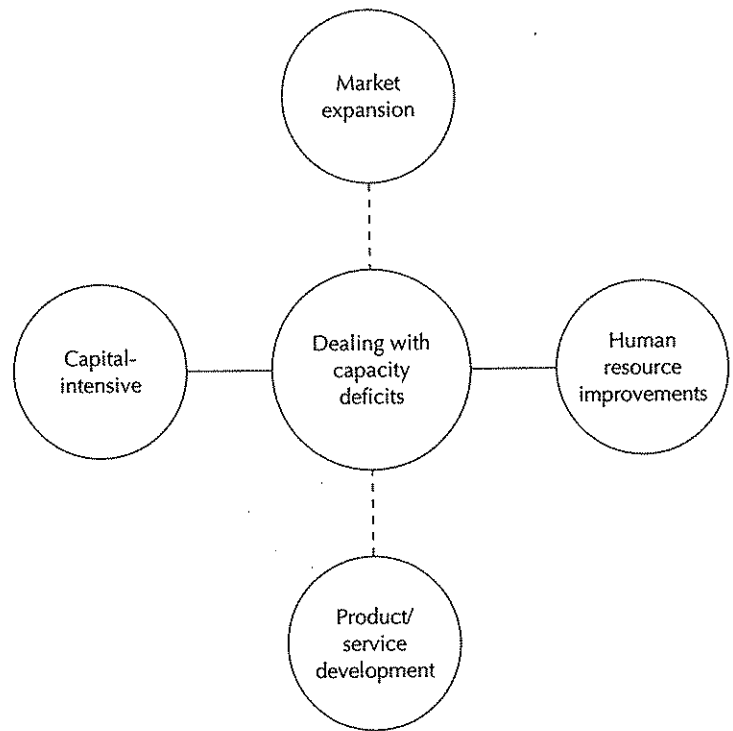 Market
expansion
Capital-
intensive
Dealing with
capacity
deficits
Human
resource
improvements
Product/
service
development